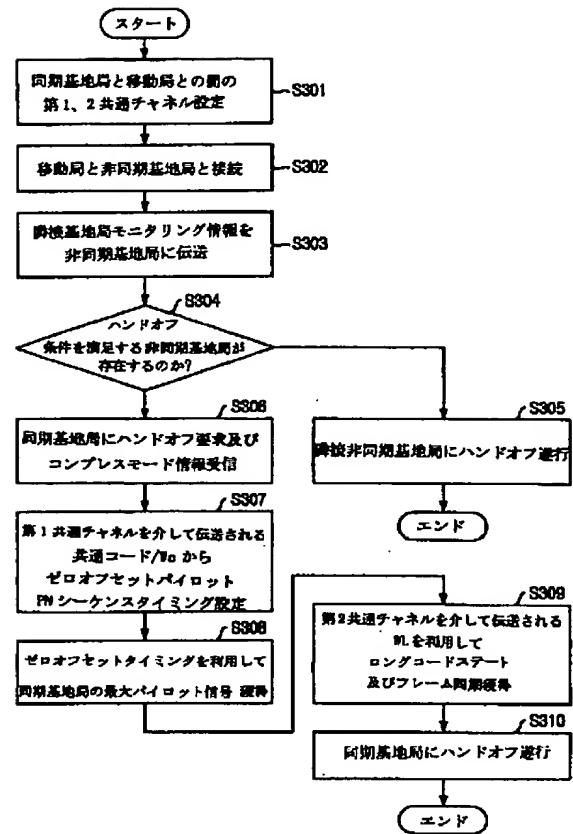 スタート
同期基地局と移動局との間の
第1、2共通チャネル設定
S301
移動局と非同期基地局と接続
S302
隣接基地局モニタリング情報を
非同期基地局に伝送
S303
S304
ハンドオフ
条件を満足する非同期基地局が
存在するのか?
S306
同期基地局にハンドオフ要求及び
コンプレスモード情報受信
S305
隣接非同期基地局にハンドオフ遂行
エンド
S307
第1共通チャネルを介して伝送される
共通コード/Wcから
ゼロオフセットパイロット
PNシーケンスタイミング設定
S308
ゼロオフセットタイミングを利用して
同期基地局の最大パイロット信号 獲得
S309
第2共通チャネルを介して伝送される
を利用して
ロングコードステート
及びフレーム同期獲得
S310
同期基地局にハンドオフ遂行
エンド